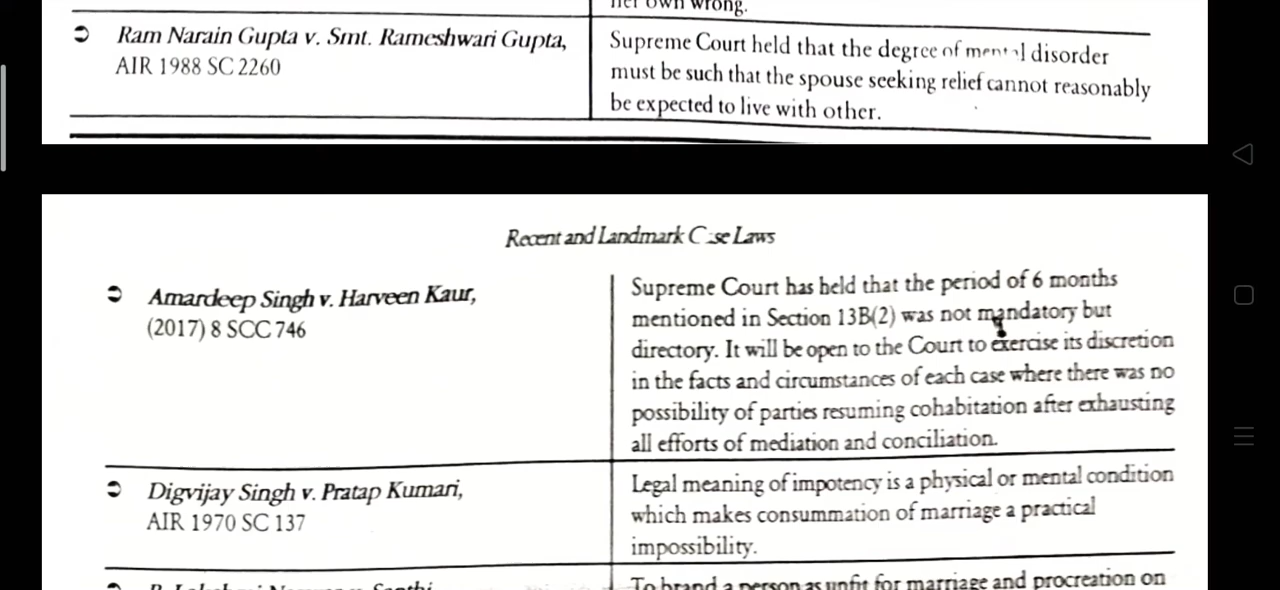 her own wrong.
Ram Narain Gupta v. Smt. Rameshwari Gupta,
AIR 1988 SC 2260
Supreme Court held that the degree of mental disorder
must be such that the spouse seeking relief cannot reasonably
be expected to live with other.
Recent and Landmark Case Laws
Amardeep Singh v. Harveen Kaur,
(2017) 8 SCC 746
Supreme Court has held that the period of 6 months
mentioned in Section 13B(2) was not mandatory but
directory. It will be open to the Court to exercise its discretion
in the facts and circumstances of each case where there was no
possibility of parties resuming cohabitation after exhausting
all efforts of mediation and conciliation.
Digvijay Singh v. Pratap Kumari,
AIR 1970 SC 137
Legal meaning of impotency is a physical or mental condition
which makes consummation of marriage a practical
impossibility.
To brand a person as unfit for marriage and procreation on